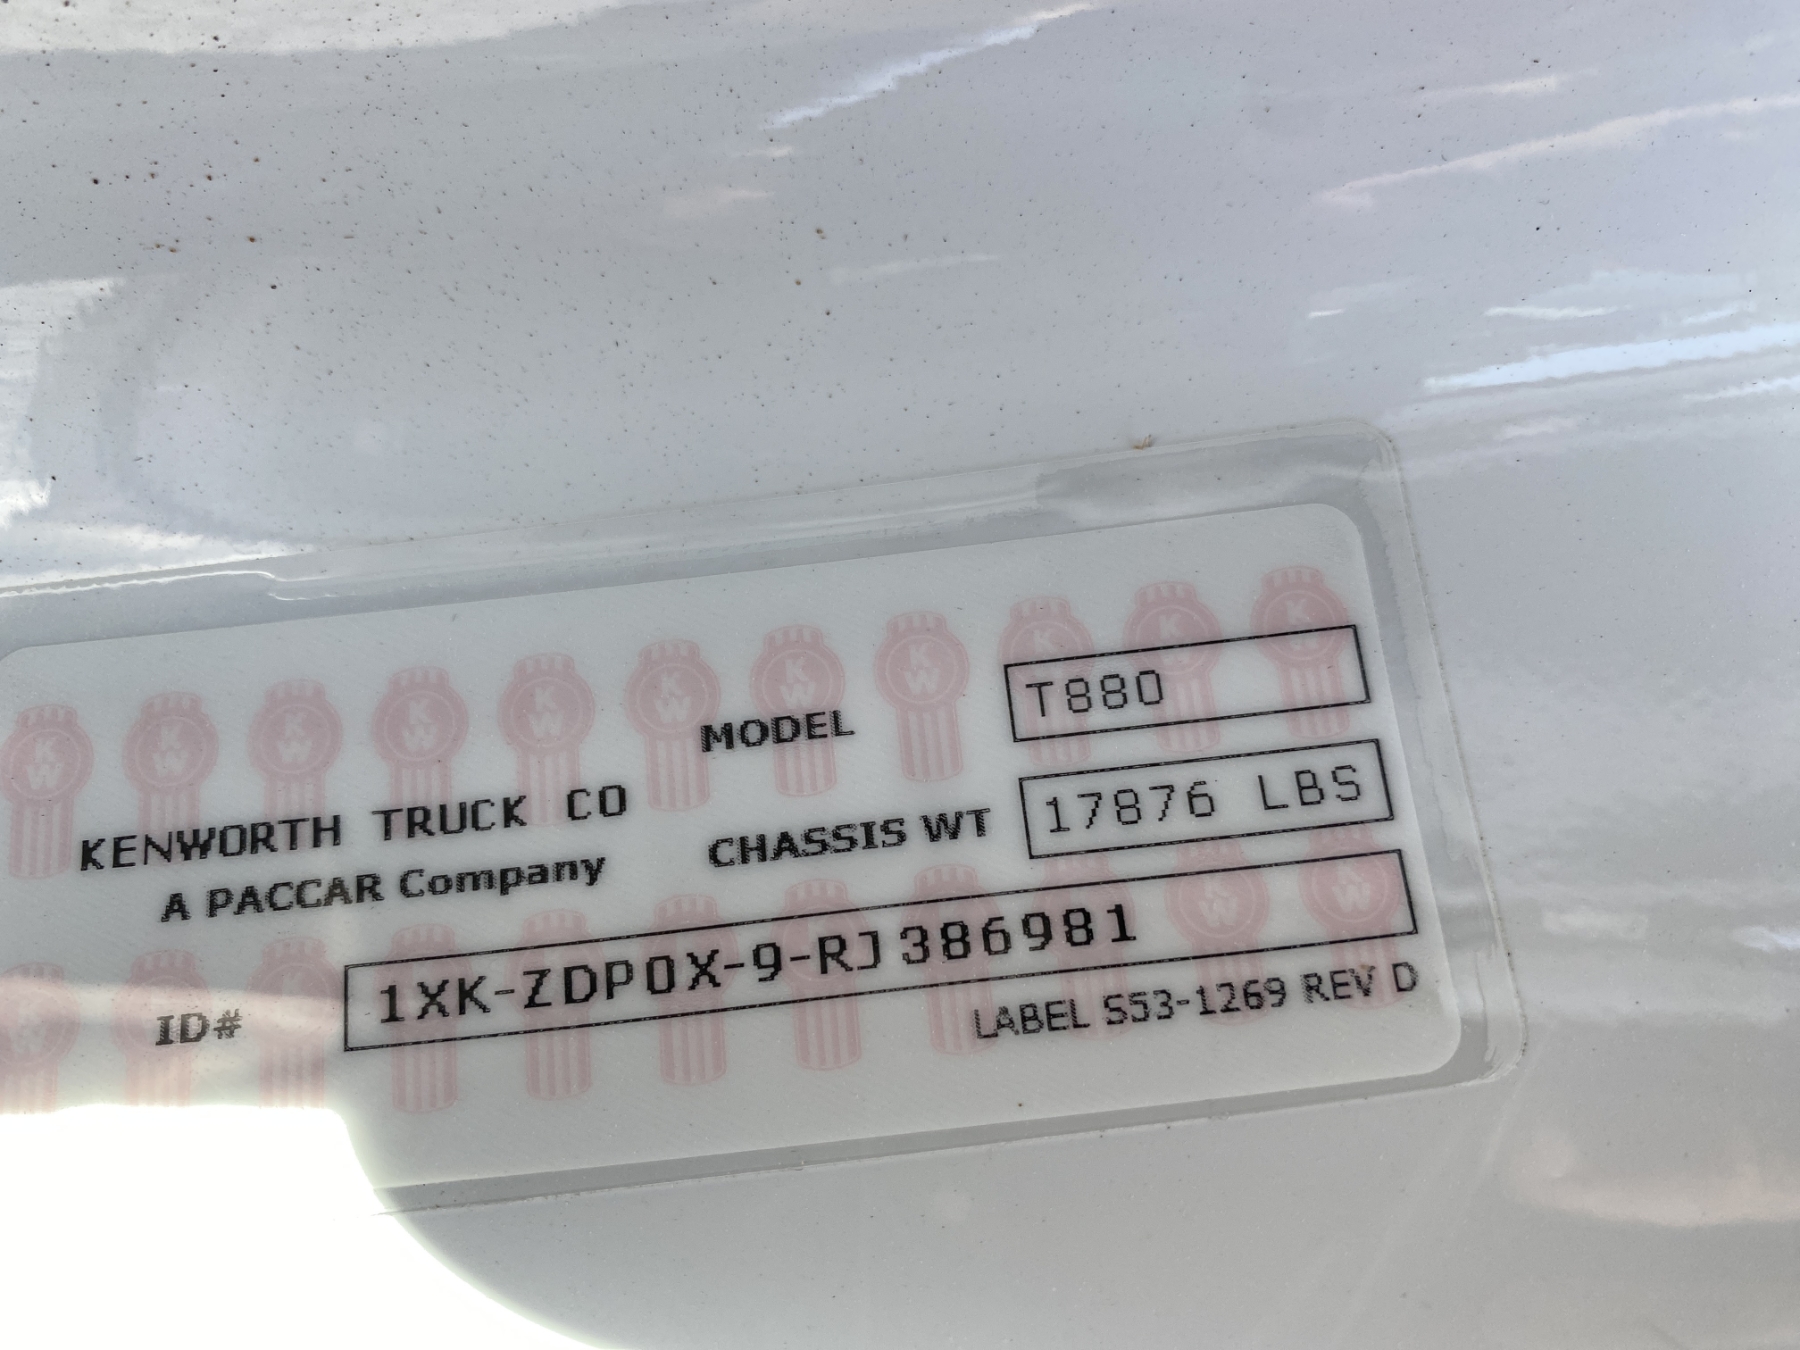 MODEL T880
KENWORTH TRUCK CO
A PACCAR Company
CHASSIS WT 17876 LBS
ID# 1XK-ZDP0X-9-RJ386981
LABEL S53-1269 REV D